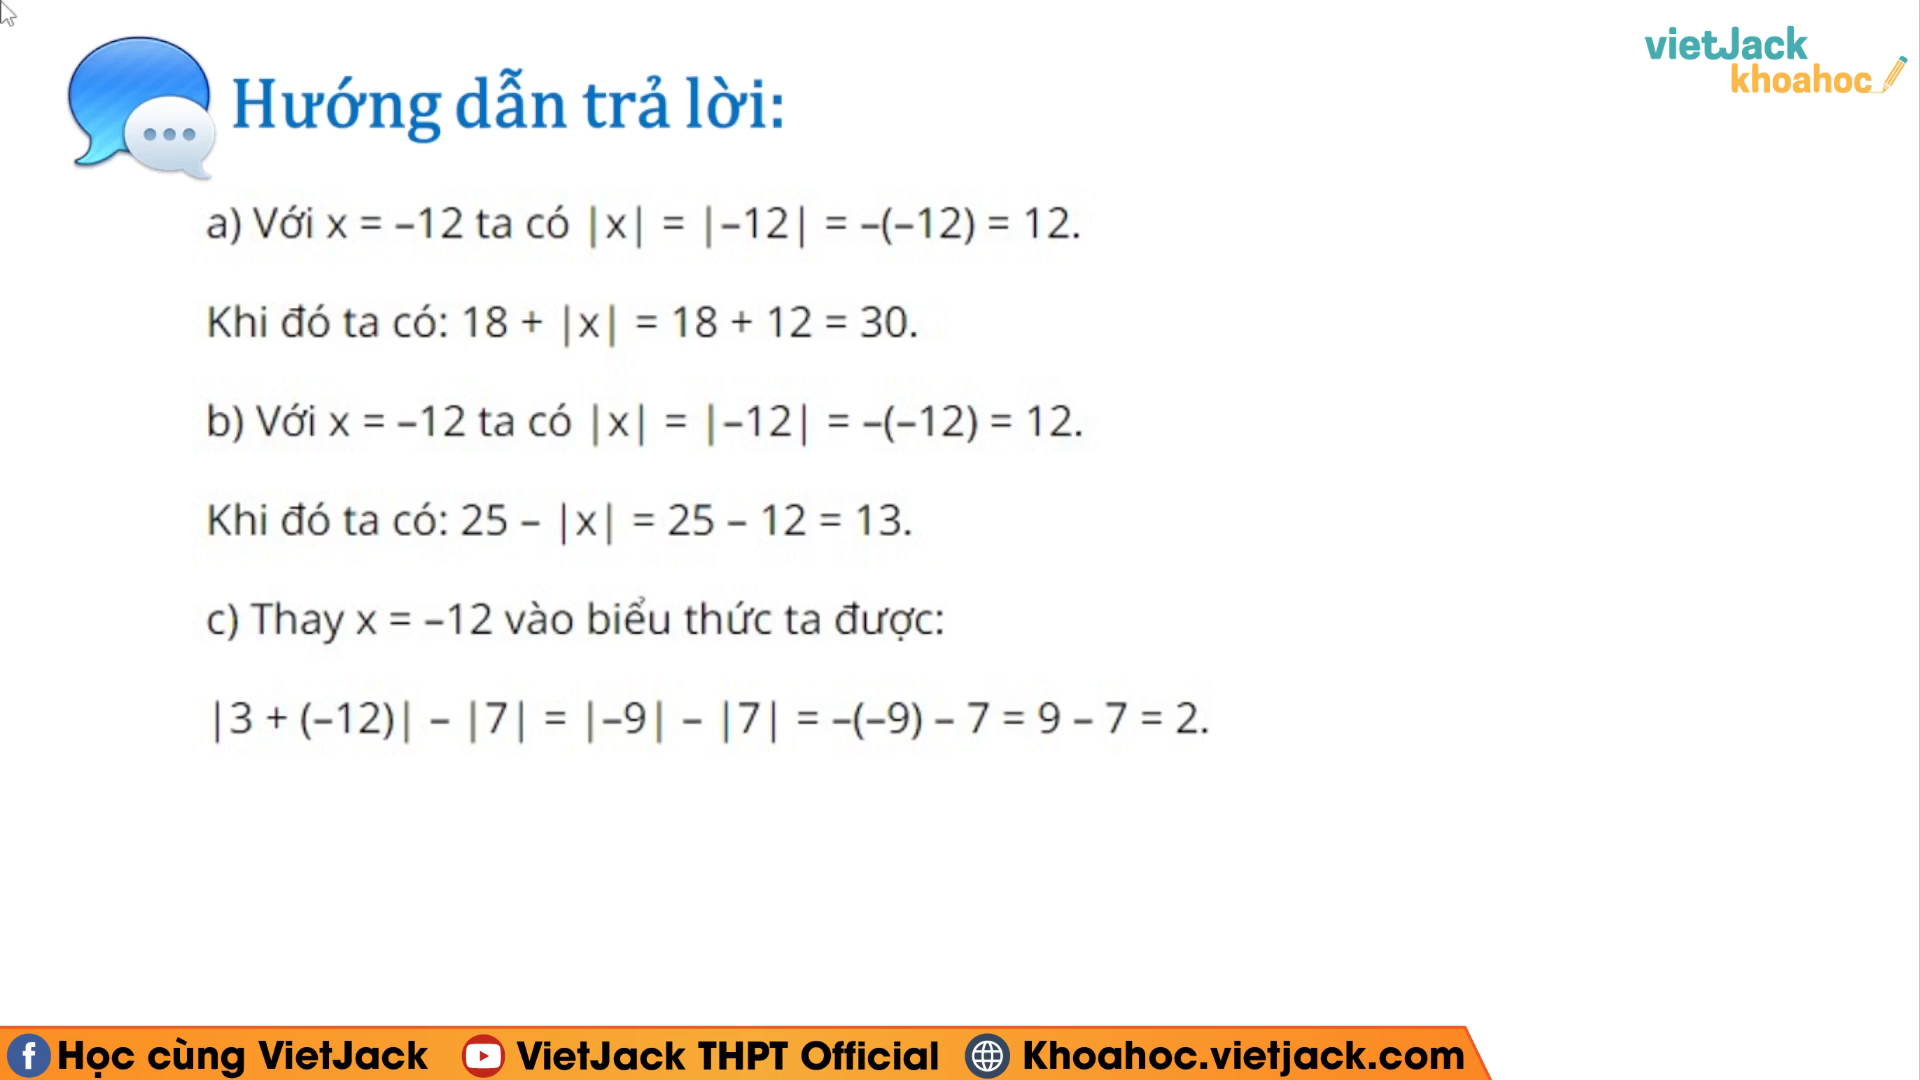 vietJack
khoahoc
Hướng dẫn trả lời:
a) Với x = –12 ta có |x| = |–12| = –(–12) = 12.
Khi đó ta có: 18 + |x| = 18 + 12 = 30.
b) Với x = –12 ta có |x| = |–12| = –(–12) = 12.
Khi đó ta có: 25 – |x| = 25 – 12 = 13.
c) Thay x = –12 vào biểu thức ta được:
|3 + (–12)| – |7| = |–9| – |7| = –(–9) – 7 = 9 – 7 = 2.
Học cùng VietJack VietJack THPT Official Khoahoc.vietjack.com